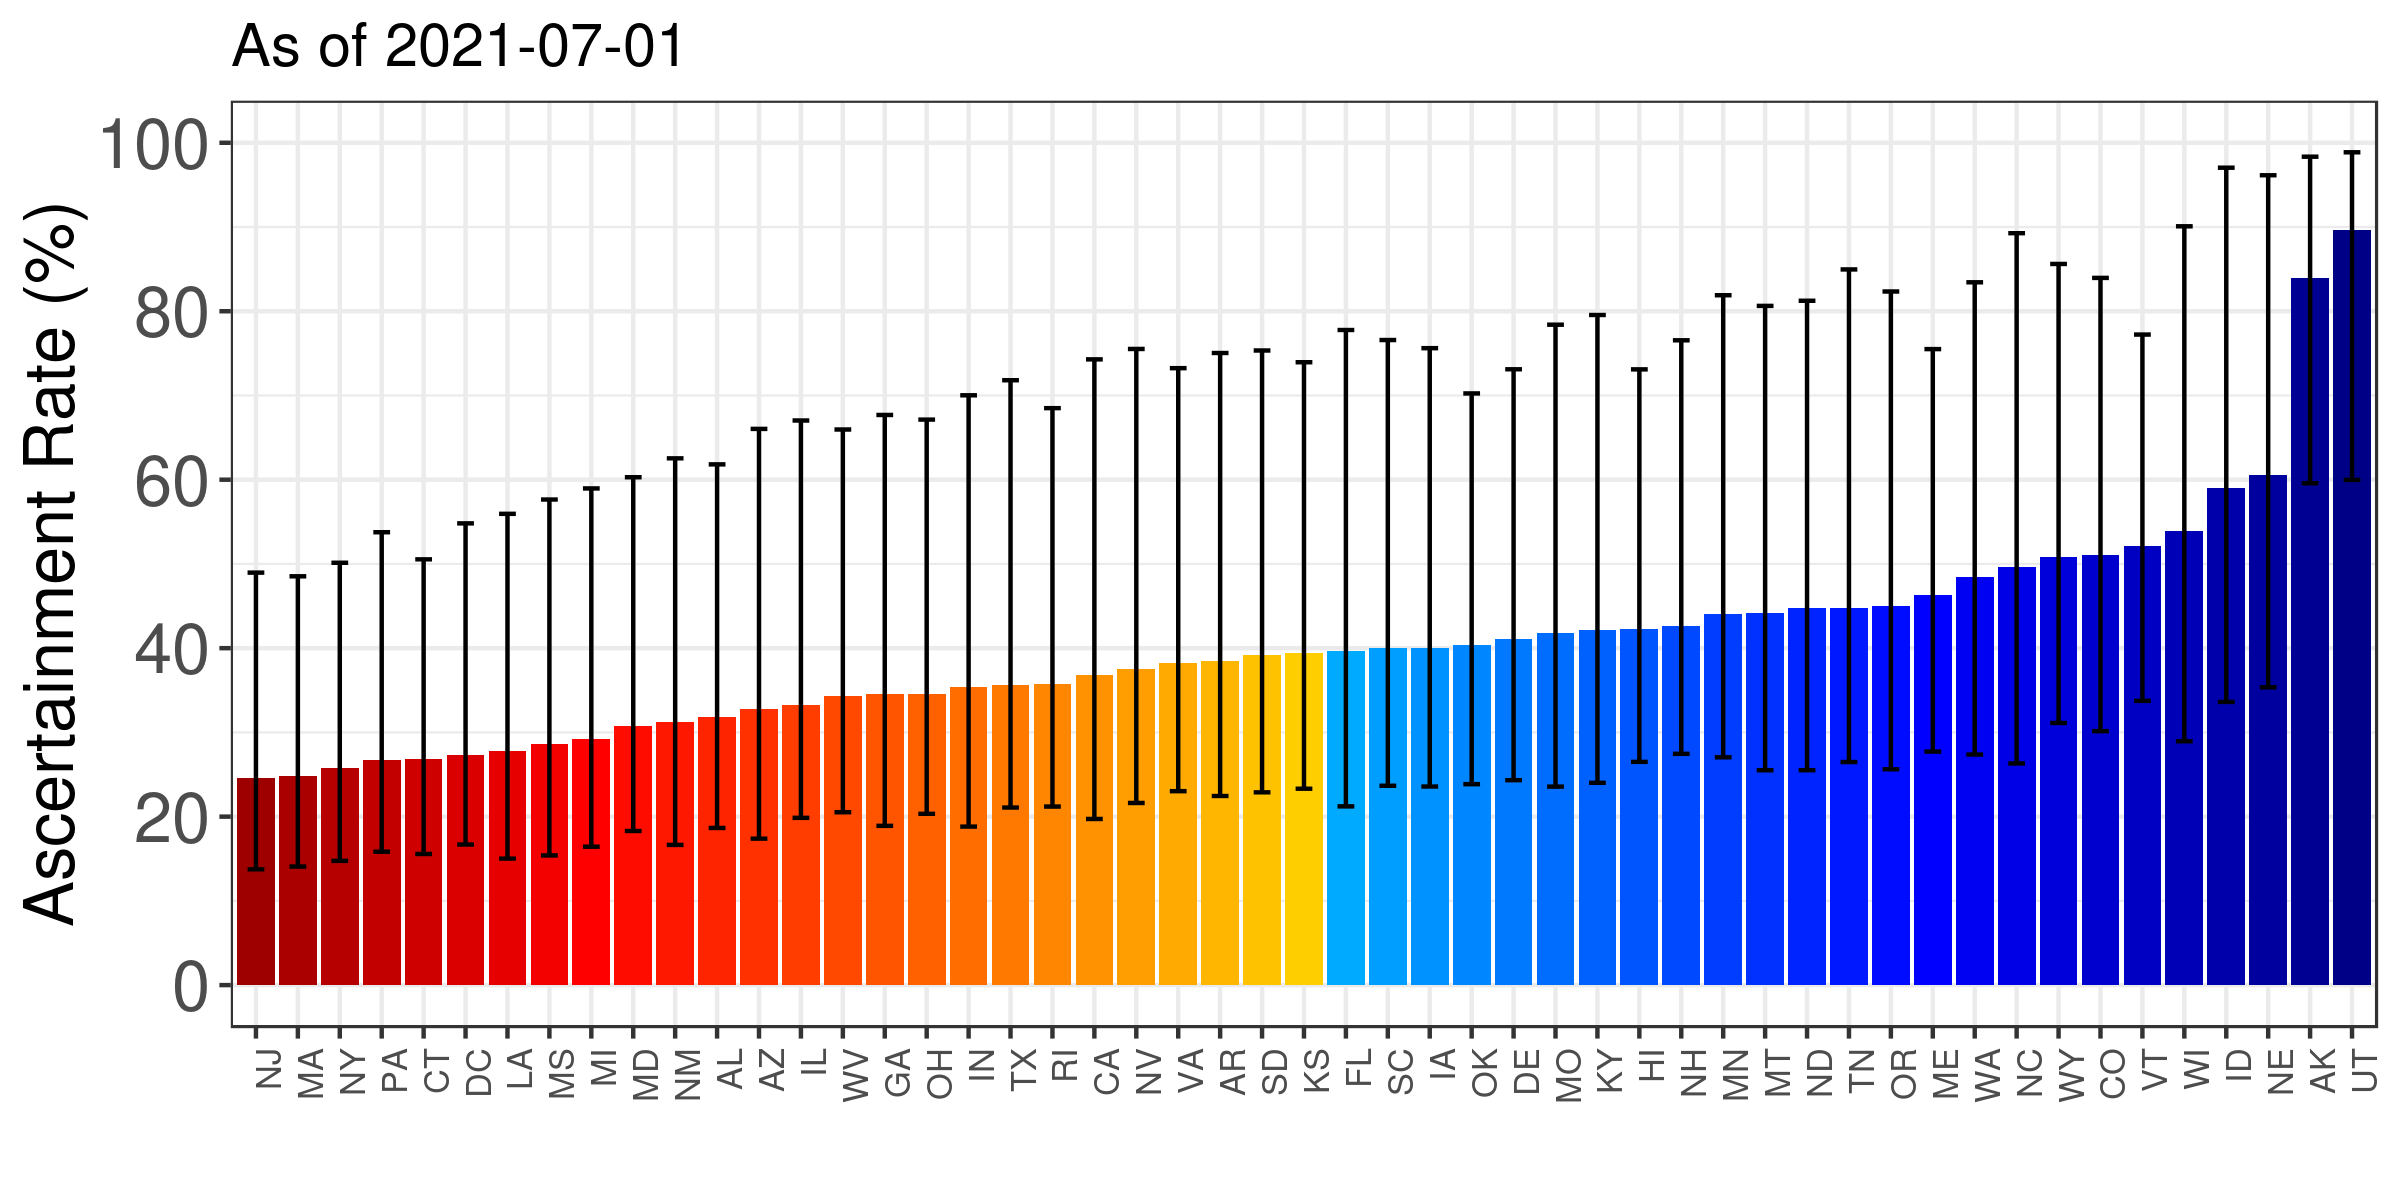 As of 2021-07-01
Ascertainment Rate (%)
100
80
60
40
20
0
NJ MA NY PA CT DC LA MS MI MD NM AL AZ IL WV GA OH IN TX RI CA NV VA AR SD KS FL SC IA OK DE MO KY HI NH MN MT ND TN OR ME WA NC WY CO VT WI ID NE AK UT